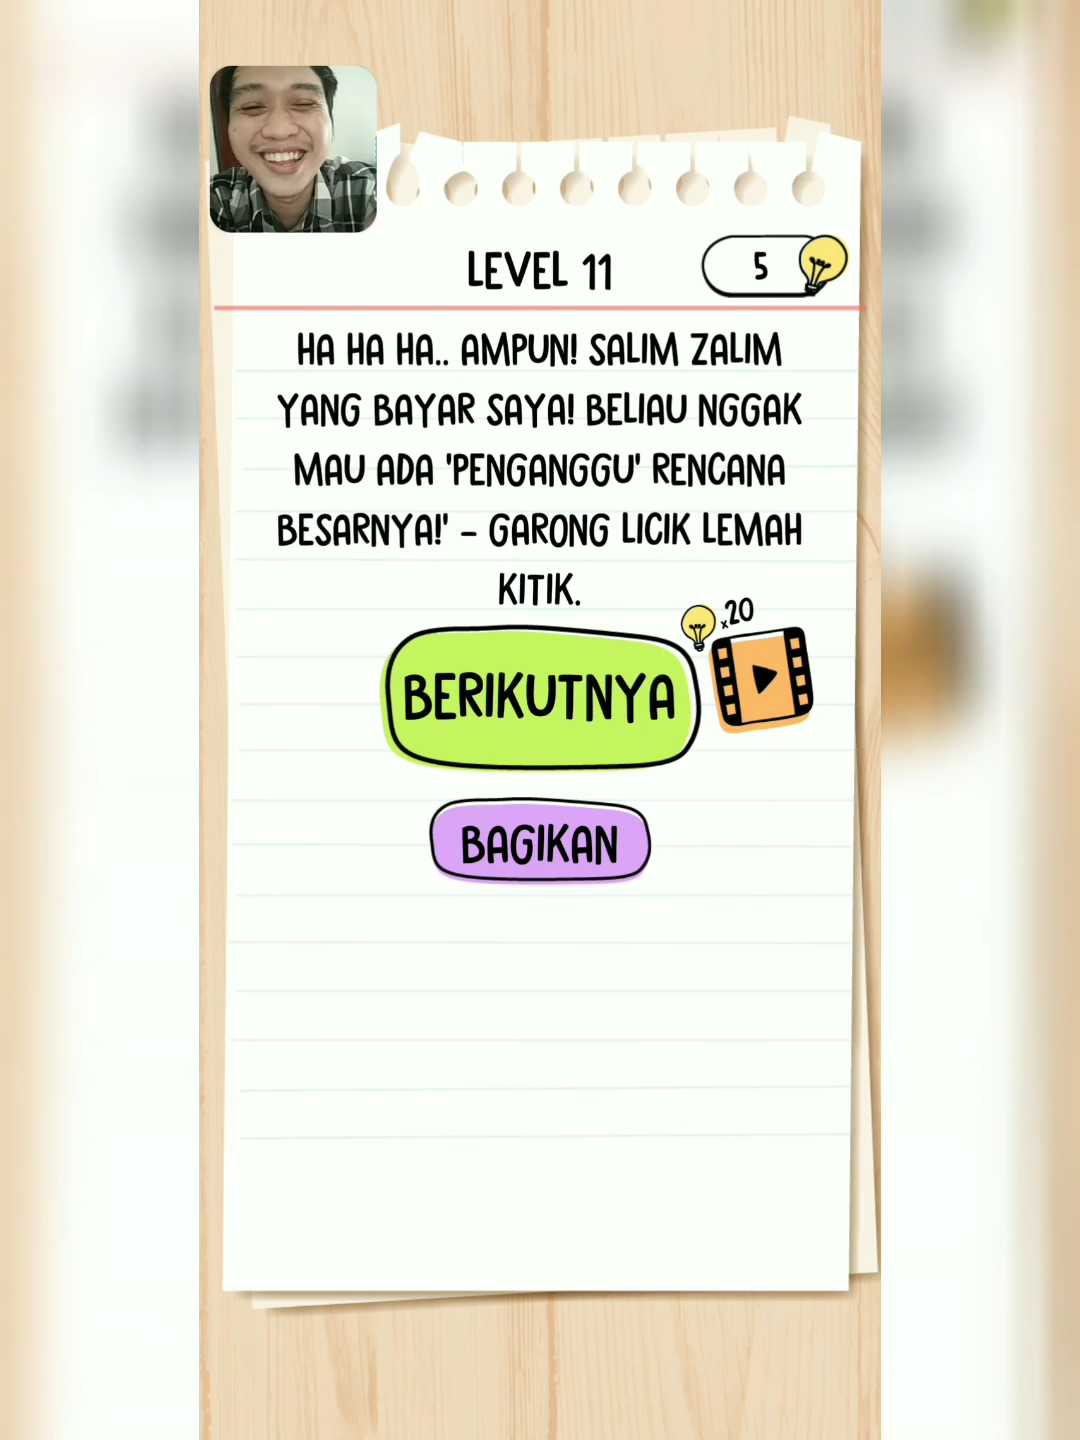 LEVEL 11
5
HA HA HA.. AMPUN! SALIM ZALIM
YANG BAYAR SAYA! BELIAU NGGAK
MAU ADA 'PENGANGGU' RENCANA
BESARNYA!' - GARONG LICIK LEMAH
KITIK.
x20
BERIKUTNYA
BAGIKAN